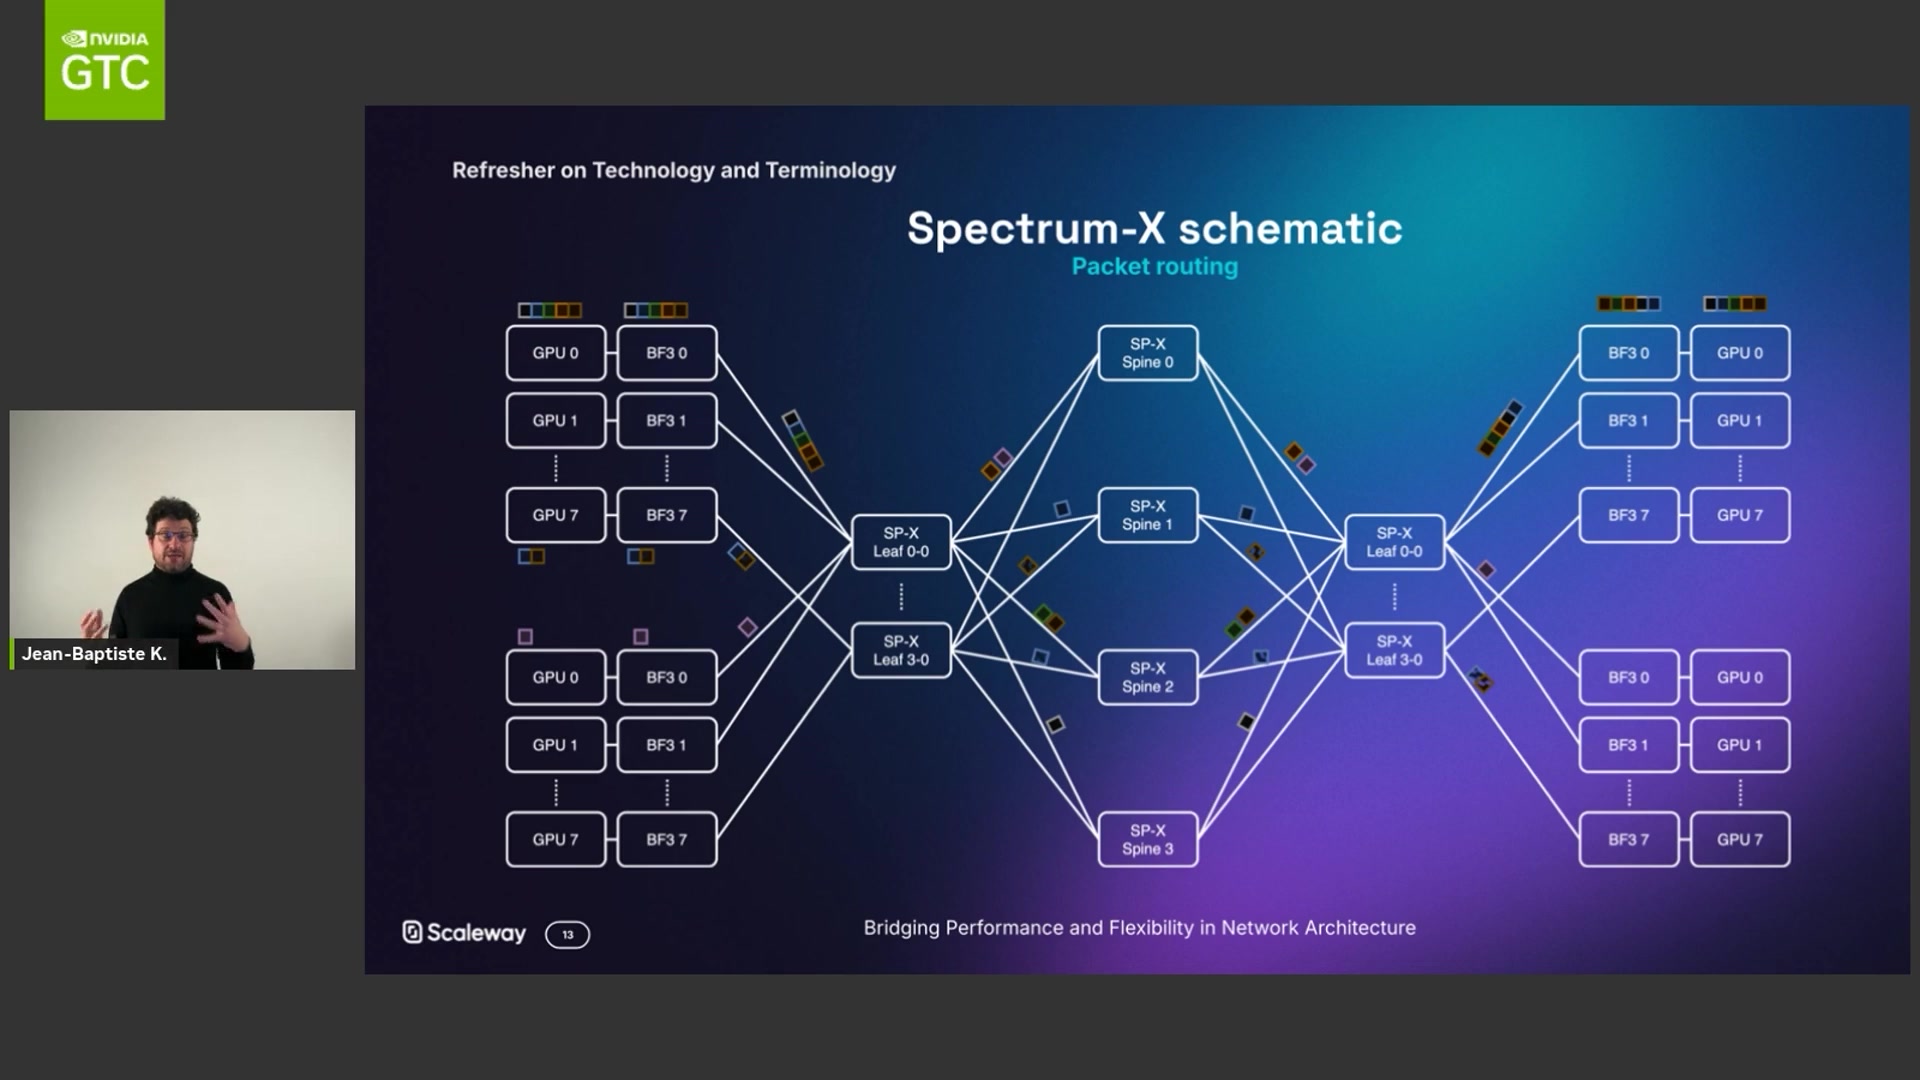 NVIDIA
GTC
Refresher on Technology and Terminology
Spectrum-X schematic
Packet routing
GPU 0
BF3 0
GPU 1
BF3 1
GPU 7
BF3 7
GPU 0
BF3 0
GPU 1
BF3 1
GPU 7
BF3 7
SP-X
Leaf 0-0
SP-X
Leaf 3-0
SP-X
Spine 0
SP-X
Spine 1
SP-X
Spine 2
SP-X
Spine 3
SP-X
Leaf 0-0
SP-X
Leaf 3-0
BF3 0
GPU 0
BF3 1
GPU 1
BF3 7
GPU 7
BF3 0
GPU 0
BF3 1
GPU 1
BF3 7
GPU 7
Jean-Baptiste K.
Scaleway
13
Bridging Performance and Flexibility in Network Architecture